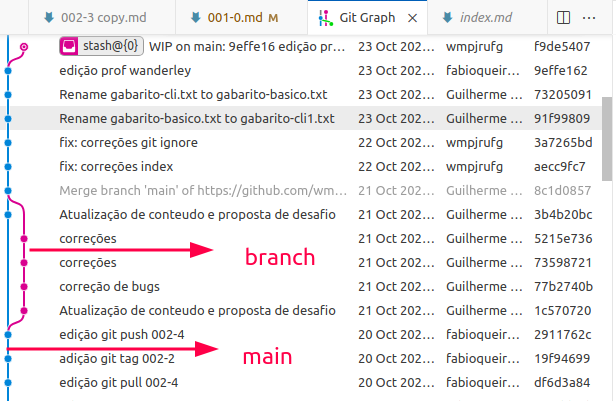 002-3 copy.md 001-0.md M Git Graph index.md
stash@{0} WIP on main: 9effe16 edição pr... 23 Oct 202... wmpjrufg f9de5407
edição prof wanderley 23 Oct 202... fabioqueir... 9effe162
Rename gabarito-cli.txt to gabarito-basico.txt 23 Oct 202... Guilherme ... 73205091
Rename gabarito-basico.txt to gabarito-cli1.txt 23 Oct 202... Guilherme ... 91f99809
fix: correções git ignore 22 Oct 202... wmpjrufg 3a7265bd
fix: correções index 22 Oct 202... wmpjrufg aecc9fc7
Merge branch 'main' of https://github.com/wm... 21 Oct 202... Guilherme ... 8c1d0857
Atualização de conteudo e proposta de desafio 21 Oct 202... Guilherme ... 3b4b20bc
correções 21 Oct 202... Guilherme ... 5215e736
branch
correções 21 Oct 202... Guilherme ... 73598721
correção de bugs 21 Oct 202... Guilherme ... 77b2740b
Atualização de conteudo e proposta de desafio 21 Oct 202... Guilherme ... 1c570720
edição git push 002-4 20 Oct 202... fabioqueir... 2911762c
main
adição git tag 002-2 20 Oct 202... fabioqueir... 19f94699
edição git pull 002-4 20 Oct 202... fabioqueir... df6d3a84